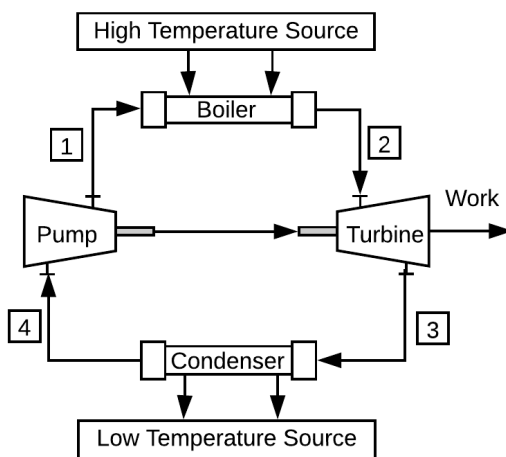 High Temperature Source
Boiler
1
2
Work
Pump
Turbine
4
3
Condenser
Low Temperature Source